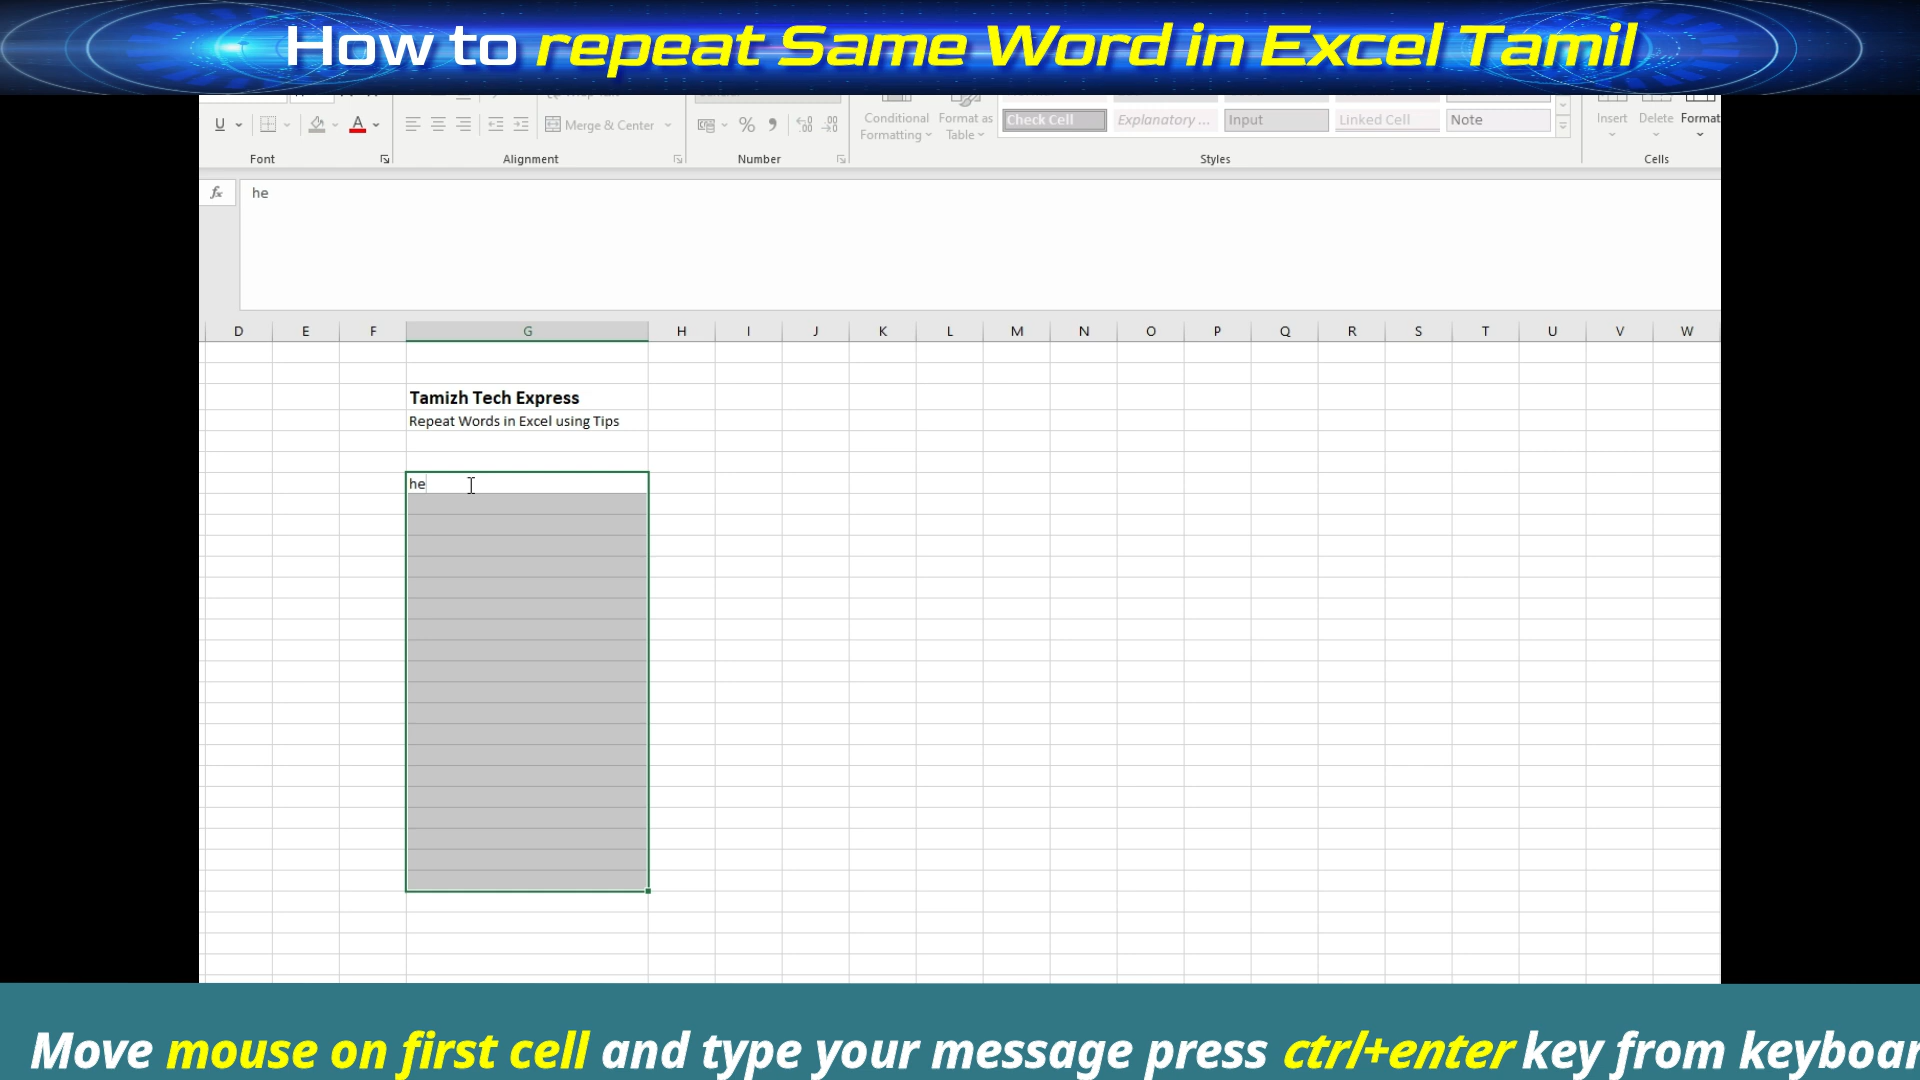 How to repeat Same Word in Excel Tamil
U A Merge & Center % Conditional Formatting Format as Table Check Cell Explanatory ... Input Linked Cell Note Insert Delete Format
Font Alignment Number Styles Cells
fx he
D E F G H I J K L M N O P Q R S T U V W
Tamizh Tech Express
Repeat Words in Excel using Tips
he
Move mouse on first cell and type your message press ctrl+enter key from keyboar